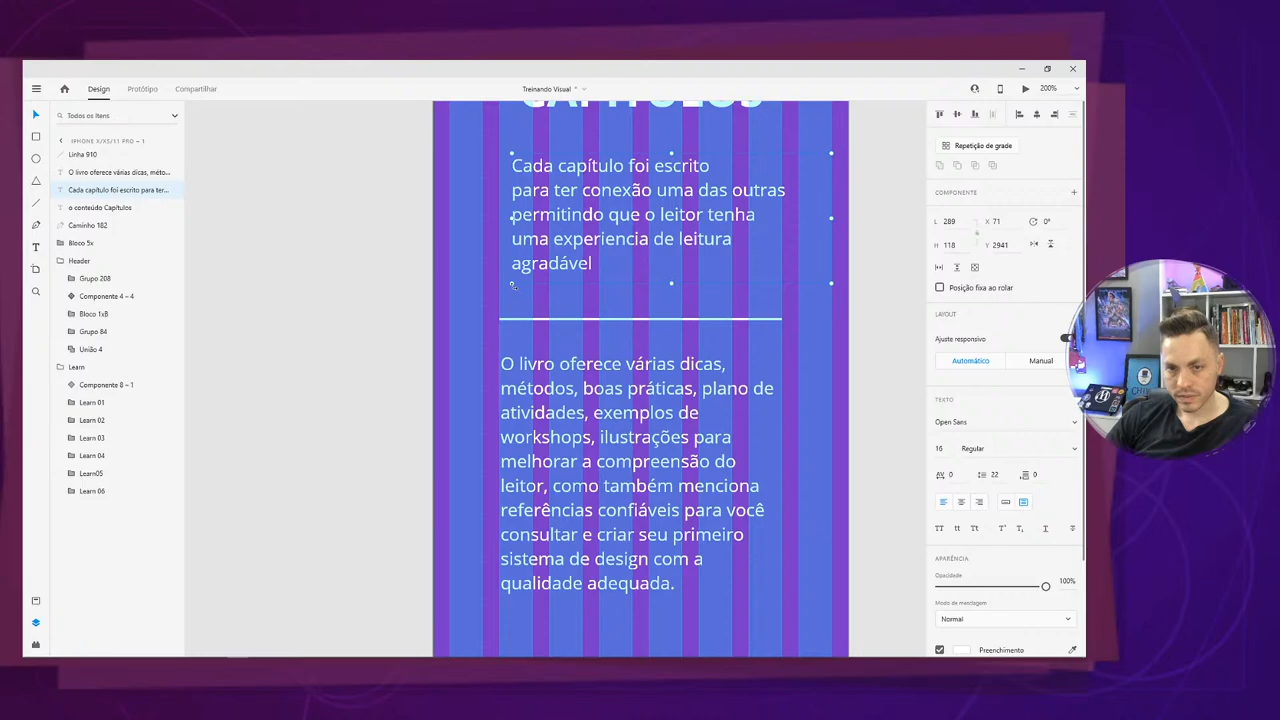 Design
Protótipo
Compartilhar
Treinando Visual *
200%
Todos os Itens
IPHONE X/XS/11 PRO – 1
Linha 910
O livro oferece várias dicas, méto...
Cada capítulo foi escrito para ter...
o conteúdo Capítulos
Caminho 182
Bloco 5x
Header
Grupo 208
Componente 4 – 4
Bloco 1xB
Grupo 84
União 4
Learn
Componente 8 – 1
Learn 01
Learn 02
Learn 03
Learn 04
Learn05
Learn 06
CAPÍTULOS
Cada capítulo foi escrito
para ter conexão uma das outras
permitindo que o leitor tenha
uma experiencia de leitura
agradável
O livro oferece várias dicas,
métodos, boas práticas, plano de
atividades, exemplos de
workshops, ilustrações para
melhorar a compreensão do
leitor, como também menciona
referências confiáveis para você
consultar e criar seu primeiro
sistema de design com a
qualidade adequada.
Repetição de grade
COMPONENTE
L 289 X 71 0°
H 118 Y 2941
Posição fixa ao rolar
LAYOUT
Ajuste responsivo
Automático
Manual
TEXTO
Open Sans
16 Regular
AV 0 22 0
TT tt Tt T' T, T
APARÊNCIA
Opacidade
100%
Modo de mesclagem
Normal
Preenchimento